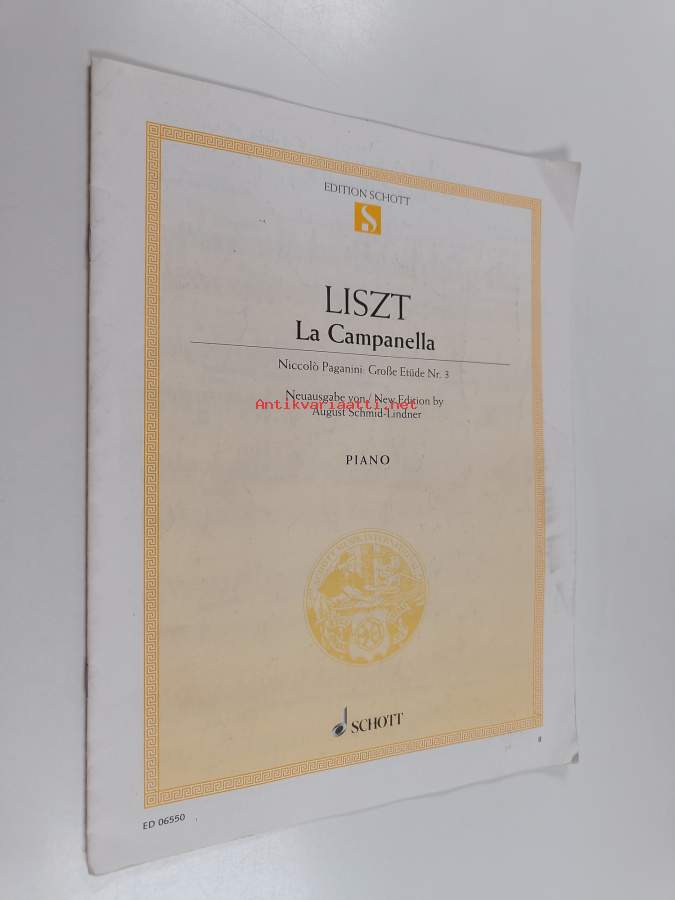 EDITION SCHOTT
S
LISZT
La Campanella
Niccolò Paganini: Große Etüde Nr. 3
Neuausgabe von / New Edition by
Antikvariaatti.net
August Schmid-Lindner
PIANO
SCHOTT
8
ED 06550